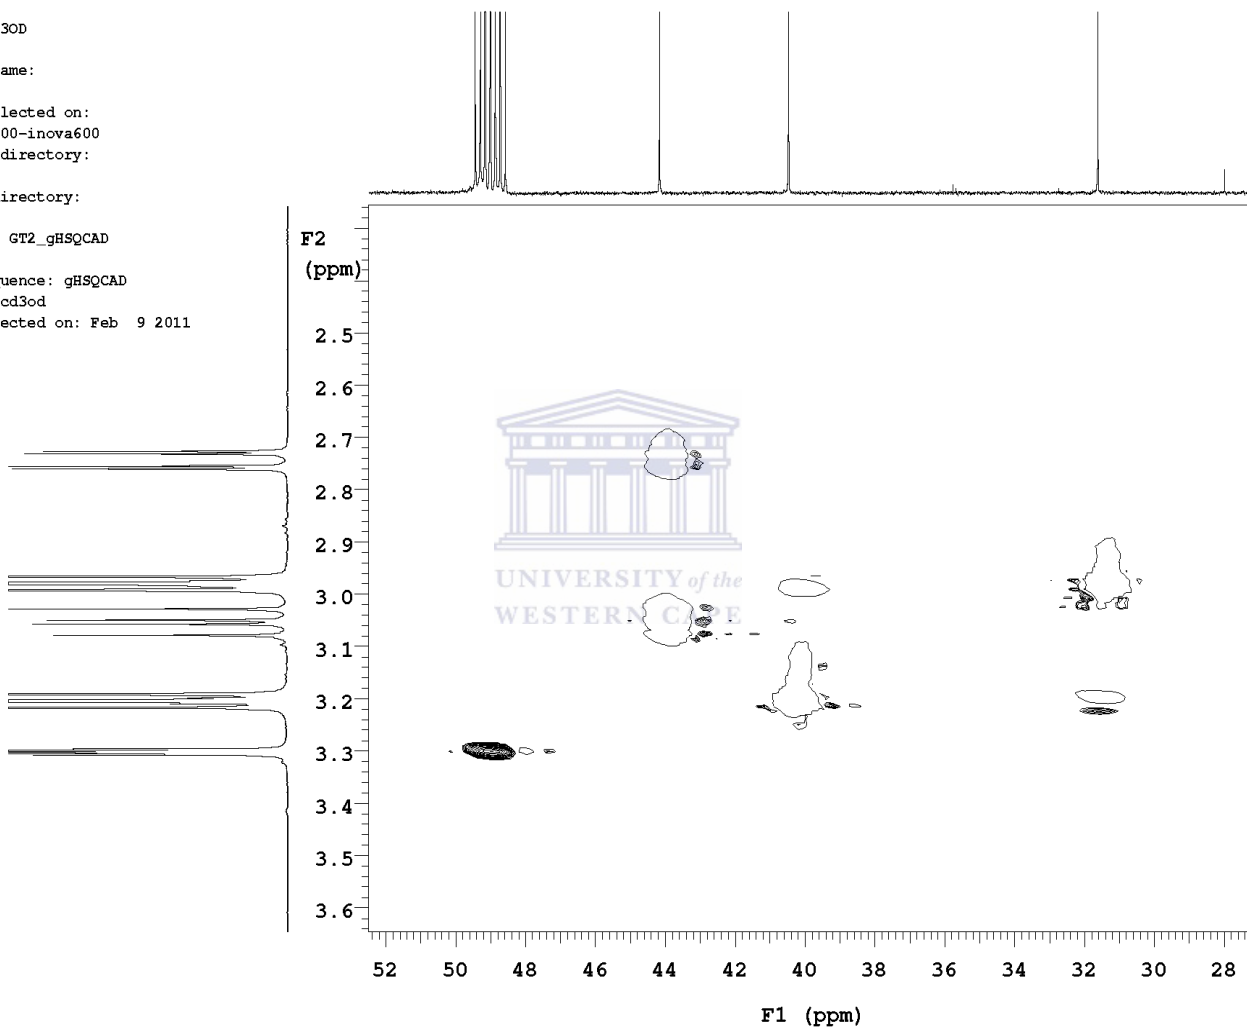 3OD
ame:
lected on:
00-inova600
directory:
irectory:
GT2_gHSQCAD
uence: gHSQCAD
cd3od
ected on: Feb 9 2011
F2
(ppm)
2.5
2.6
2.7
2.8
2.9
3.0
3.1
3.2
3.3
3.4
3.5
3.6
UNIVERSITY of the
WESTERN CAPE
52 50 48 46 44 42 40 38 36 34 32 30 28
F1 (ppm)